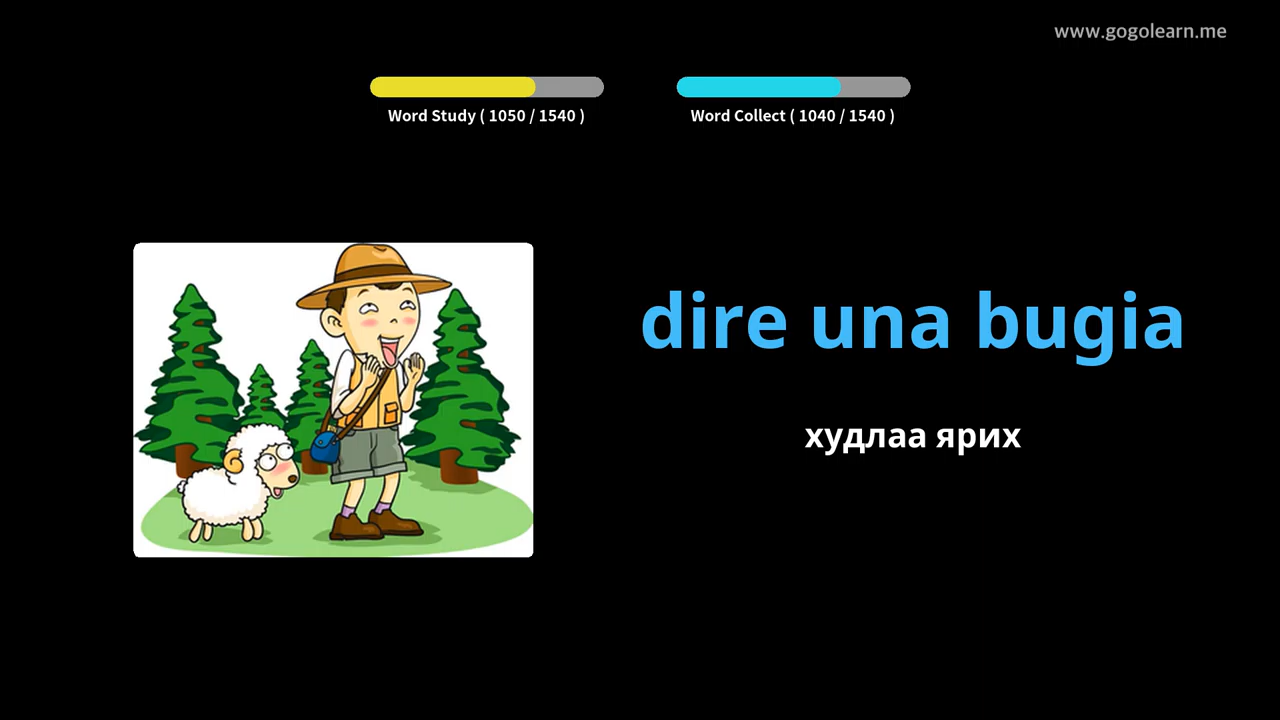 www.gogolearn.me
Word Study ( 1050 / 1540 )
Word Collect ( 1040 / 1540 )
dire una bugia
худлаа ярих